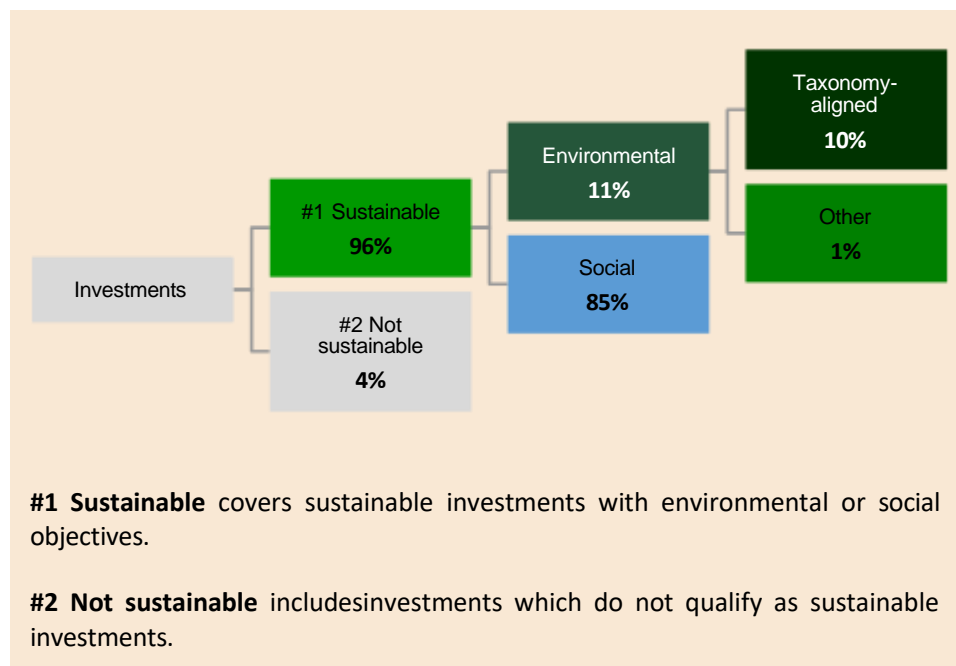 Investments
#1 Sustainable
96%
#2 Not
sustainable
4%
Environmental
11%
Social
85%
Taxonomy-
aligned
10%
Other
1%
#1 Sustainable covers sustainable investments with environmental or social
objectives.
#2 Not sustainable includesinvestments which do not qualify as sustainable
investments.